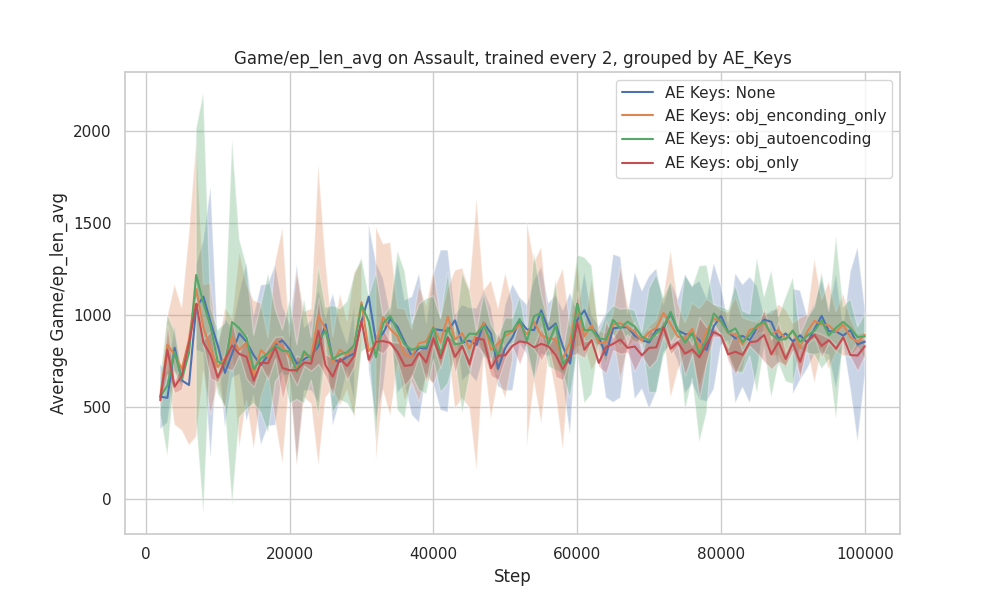 Game/ep_len_avg on Assault, trained every 2, grouped by AE_Keys
AE Keys: None
AE Keys: obj_enconding_only
AE Keys: obj_autoencoding
AE Keys: obj_only
Average Game/ep_len_avg
2000
1500
1000
500
0
0 20000 40000 60000 80000 100000
Step